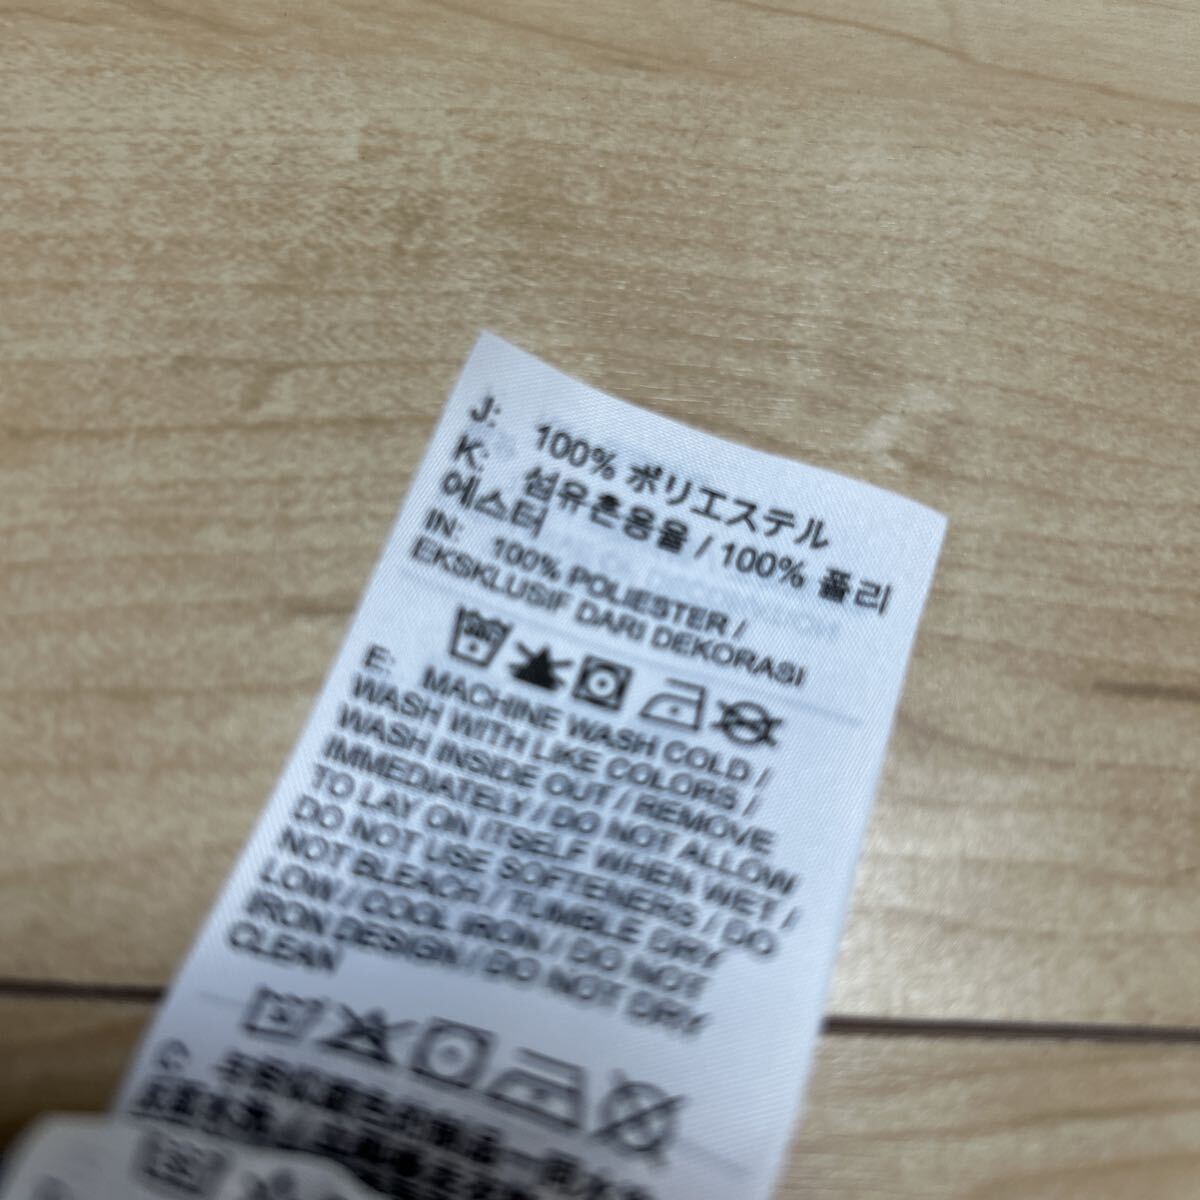 J: 100% ポリエステル
K: 섬유혼용율 / 100% 폴리
에스터
IN: 100% POLIESTER /
EKSKLUSIF DARI DEKORASI
E: MACHINE WASH COLD /
WASH WITH LIKE COLORS /
WASH INSIDE OUT / REMOVE
IMMEDIATELY / DO NOT ALLOW
TO LAY ON ITSELF WHEN WET /
DO NOT USE SOFTENERS / DO
NOT BLEACH / TUMBLE DRY
LOW / COOL IRON / DO NOT
IRON DESIGN / DO NOT DRY
CLEAN
C: